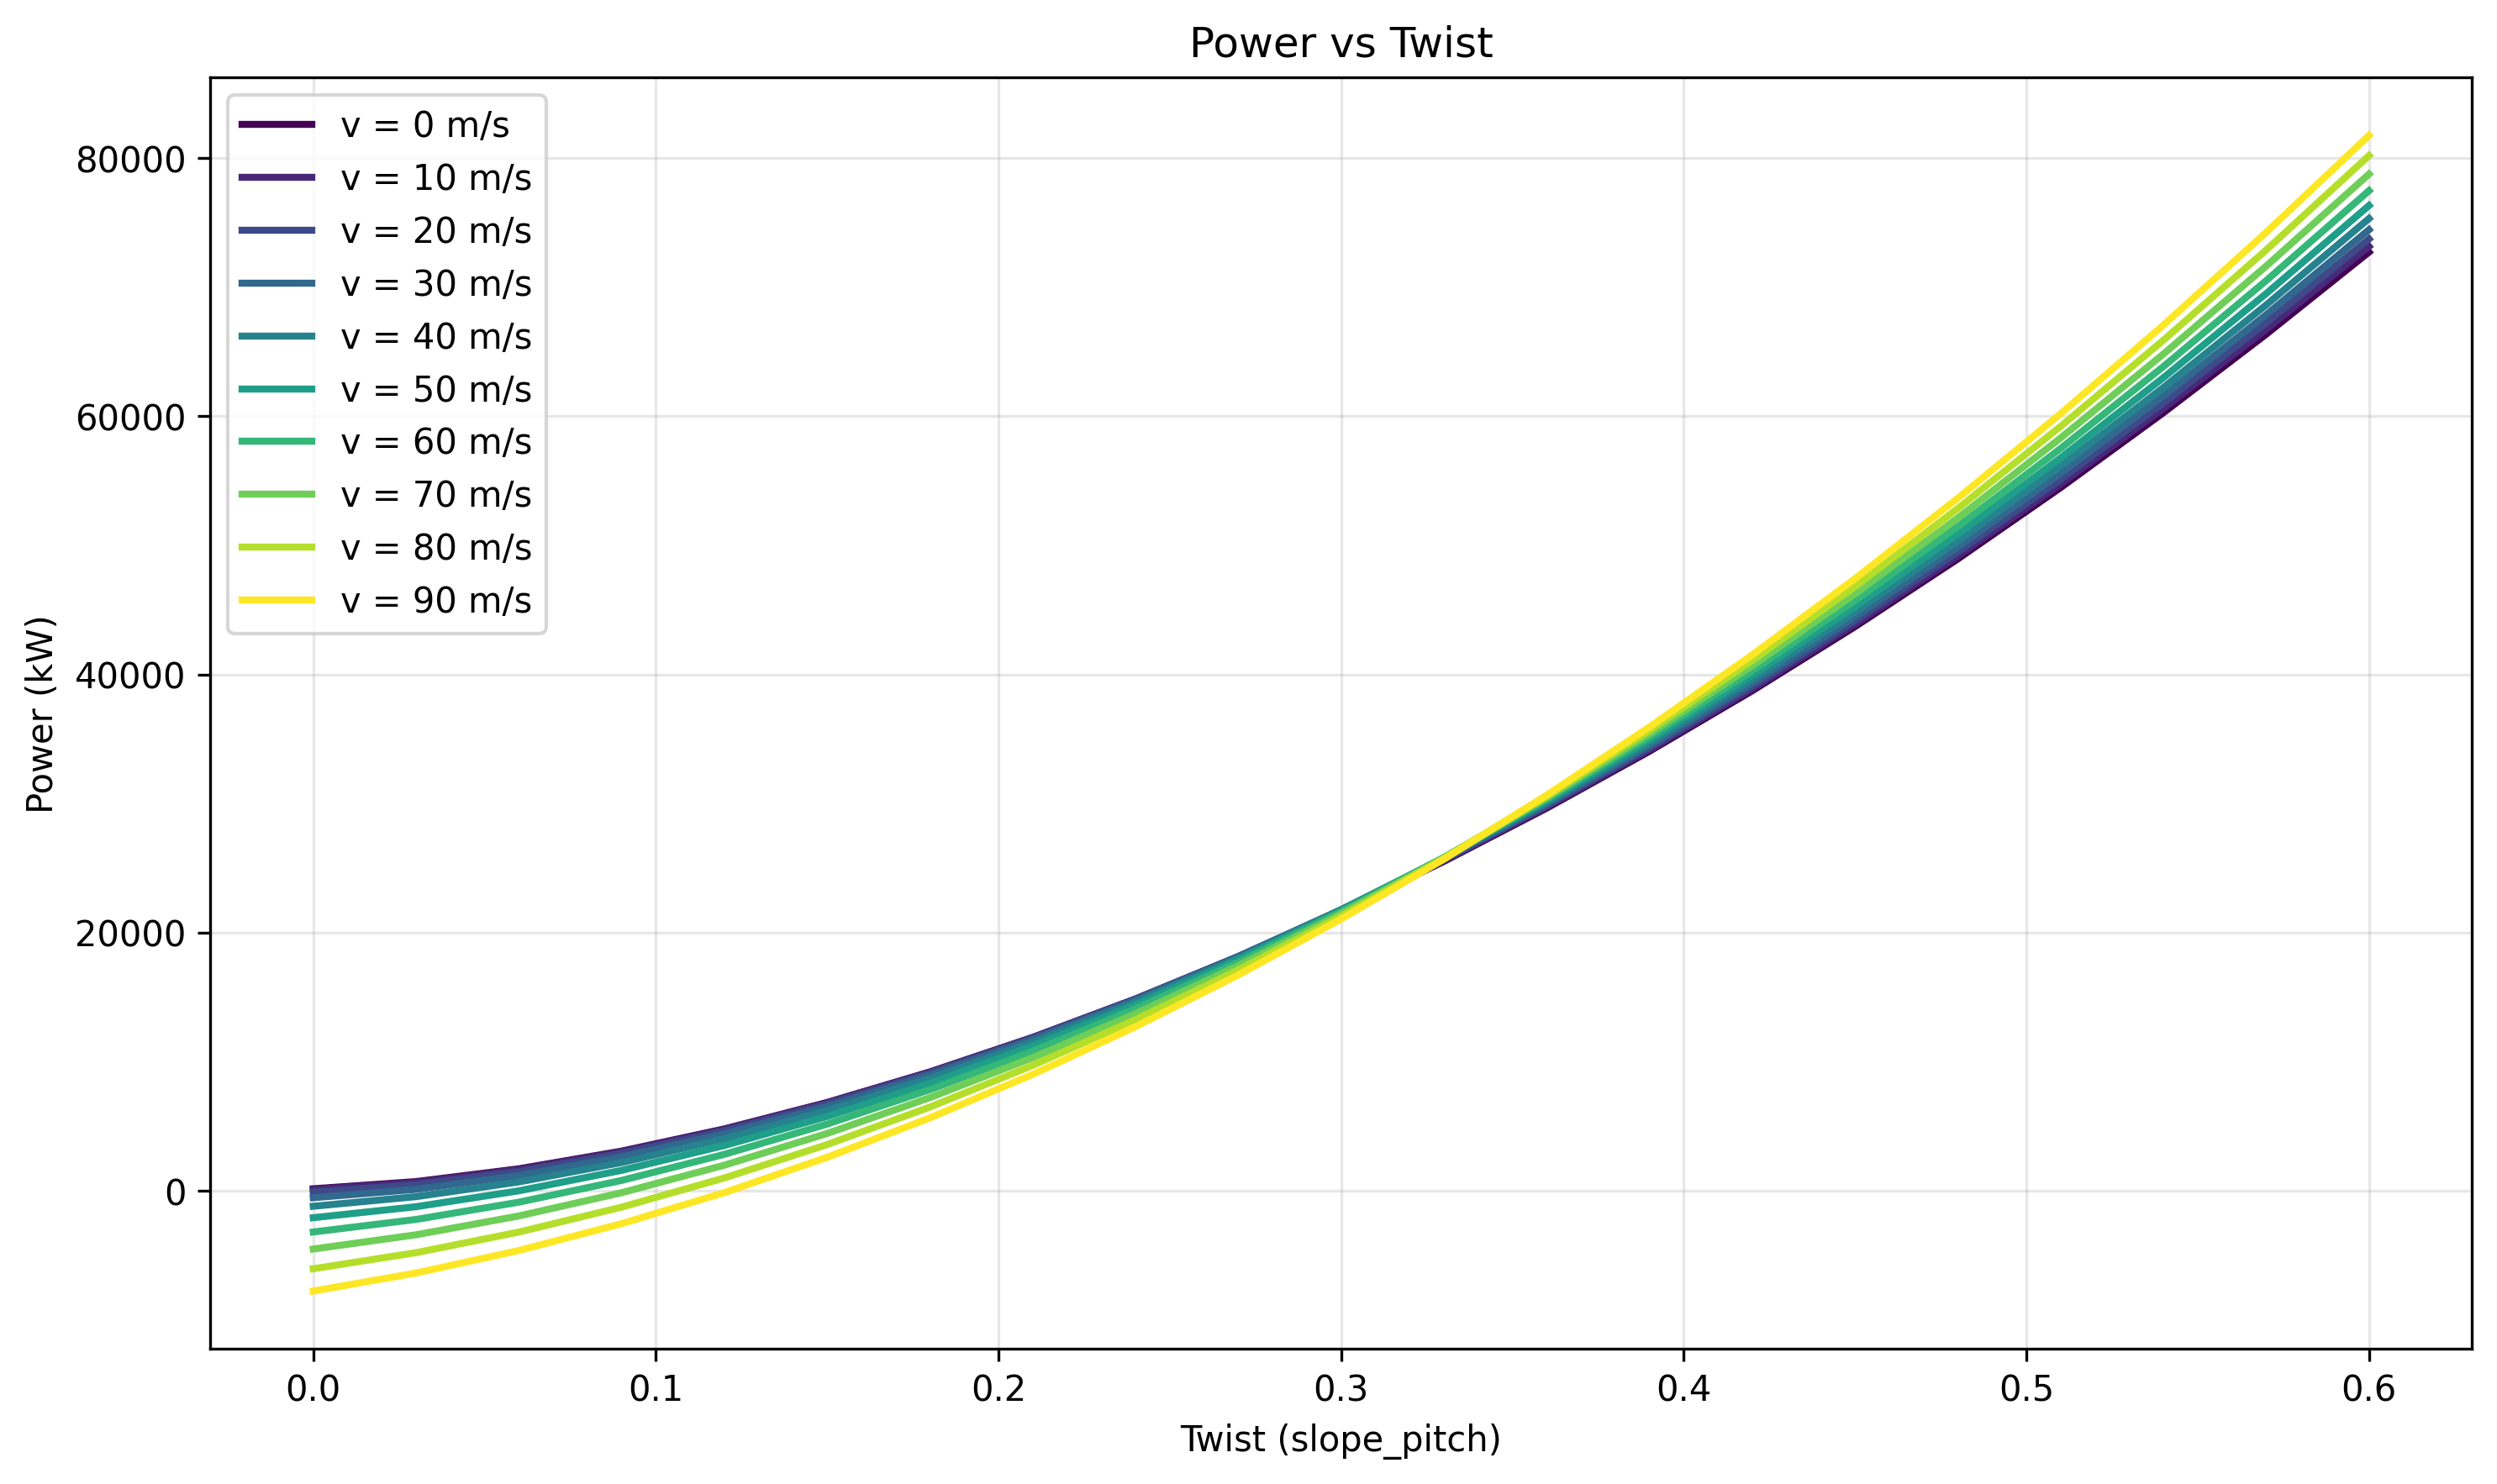 Power vs Twist
v = 0 m/s
v = 10 m/s
v = 20 m/s
v = 30 m/s
v = 40 m/s
v = 50 m/s
v = 60 m/s
v = 70 m/s
v = 80 m/s
v = 90 m/s
80000
60000
40000
20000
0
Power (kW)
0.0 0.1 0.2 0.3 0.4 0.5 0.6
Twist (slope_pitch)